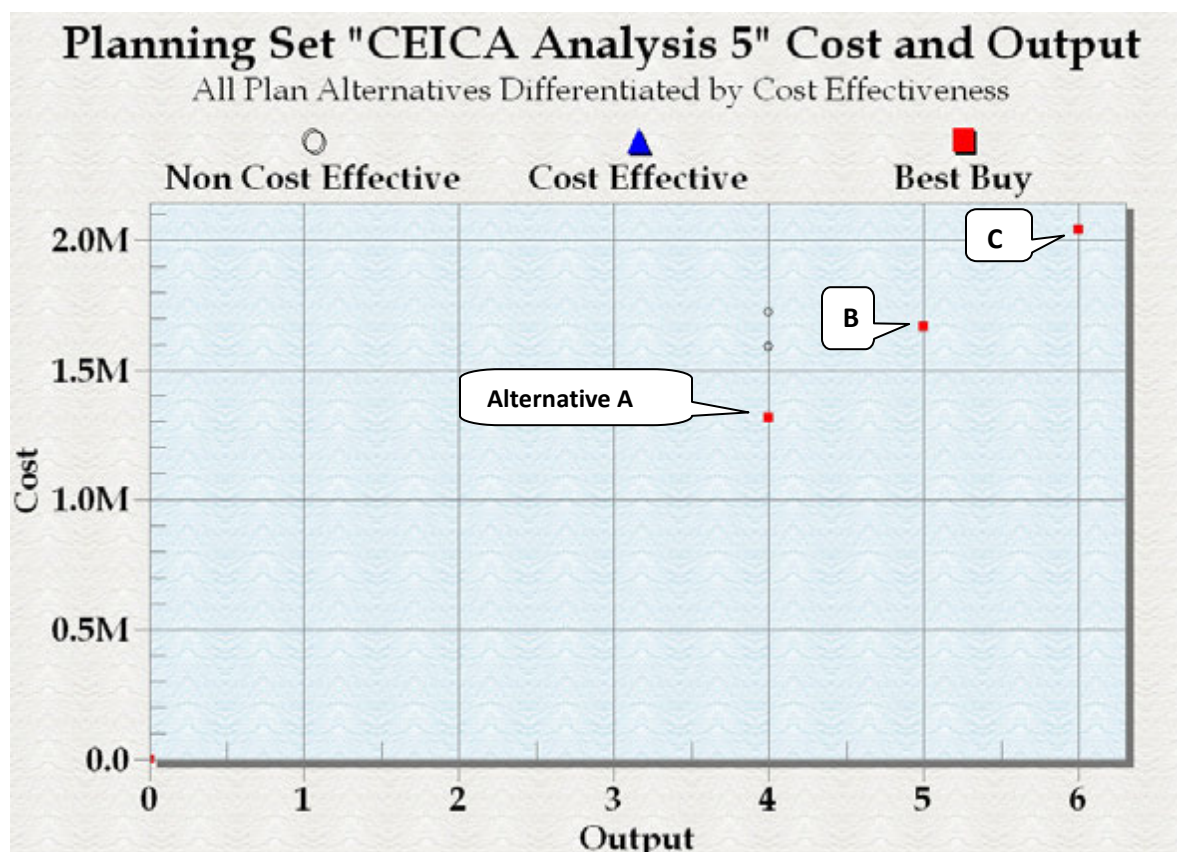 Planning Set "CEICA Analysis 5" Cost and Output
All Plan Alternatives Differentiated by Cost Effectiveness
Non Cost Effective
Cost Effective
Best Buy
2.0M
C
B
1.5M
Alternative A
Cost
1.0M
0.5M
0.0
0 1 2 3 4 5 6
Output